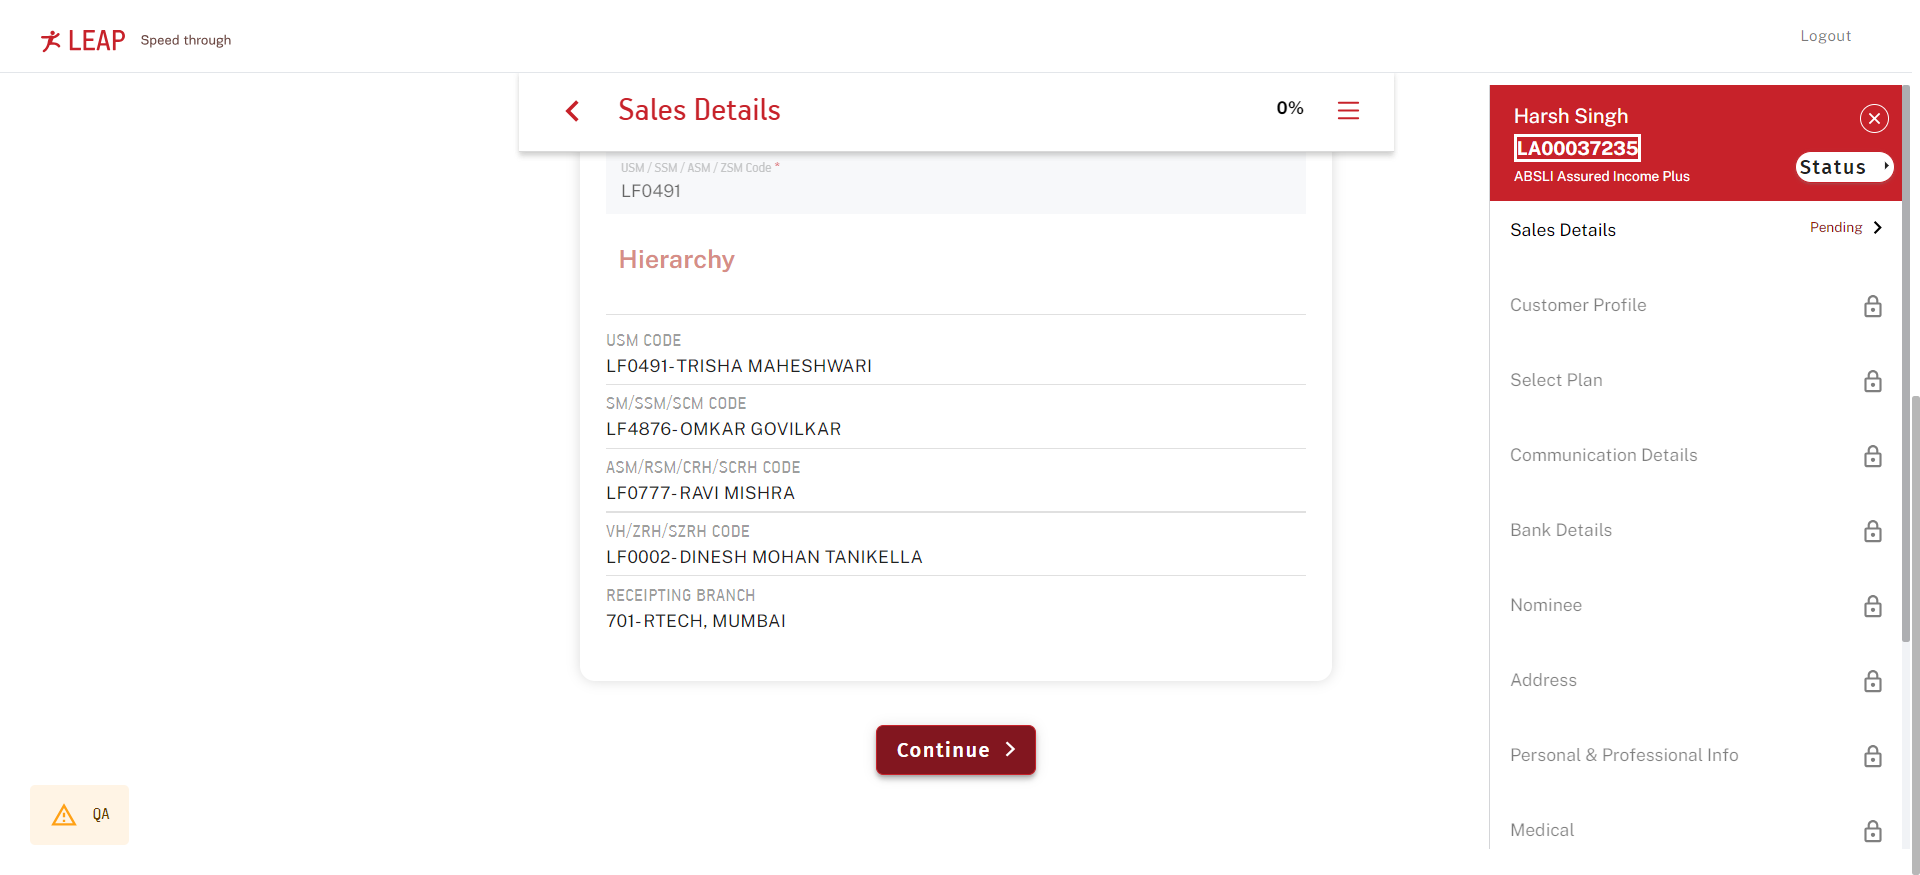 LEAP Speed through
Logout
Sales Details
0%
USM / SSM / ASM / ZSM Code *
LF0491
Hierarchy
USM CODE
LF0491-TRISHA MAHESHWARI
SM/SSM/SCM CODE
LF4876-OMKAR GOVILKAR
ASM/RSM/CRH/SCRH CODE
LF0777-RAVI MISHRA
VH/ZRH/SZRH CODE
LF0002-DINESH MOHAN TANIKELLA
RECEIPTING BRANCH
701-RTECH, MUMBAI
Continue
QA
Harsh Singh
LA00037235
ABSLI Assured Income Plus
Status
Sales Details
Pending
Customer Profile
Select Plan
Communication Details
Bank Details
Nominee
Address
Personal & Professional Info
Medical